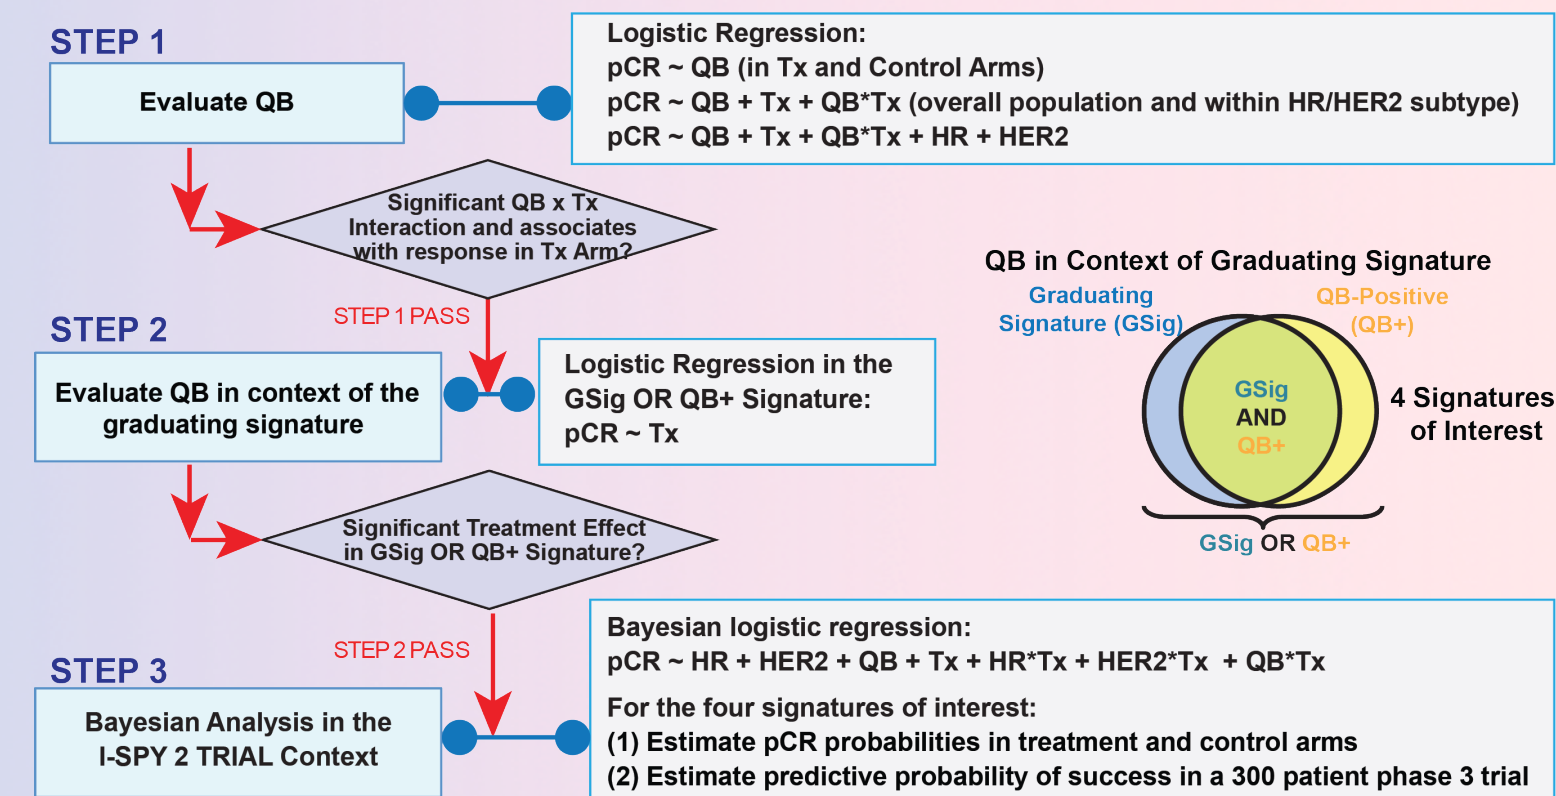 STEP 1
Evaluate QB
Logistic Regression:
pCR ~ QB (in Tx and Control Arms)
pCR ~ QB + Tx + QB*Tx (overall population and within HR/HER2 subtype)
pCR ~ QB + Tx + QB*Tx + HR + HER2
Significant QB x Tx
Interaction and associates
with response in Tx Arm?
STEP 1 PASS
STEP 2
Evaluate QB in context of the
graduating signature
Logistic Regression in the
GSig OR QB+ Signature:
pCR ~ Tx
QB in Context of Graduating Signature
Graduating
Signature (GSig)
QB-Positive
(QB+)
GSig
AND
QB+
4 Signatures
of Interest
GSig OR QB+
Significant Treatment Effect
in GSig OR QB+ Signature?
STEP 2 PASS
STEP 3
Bayesian Analysis in the
I-SPY 2 TRIAL Context
Bayesian logistic regression:
pCR ~ HR + HER2 + QB + Tx + HR*Tx + HER2*Tx + QB*Tx
For the four signatures of interest:
(1) Estimate pCR probabilities in treatment and control arms
(2) Estimate predictive probability of success in a 300 patient phase 3 trial